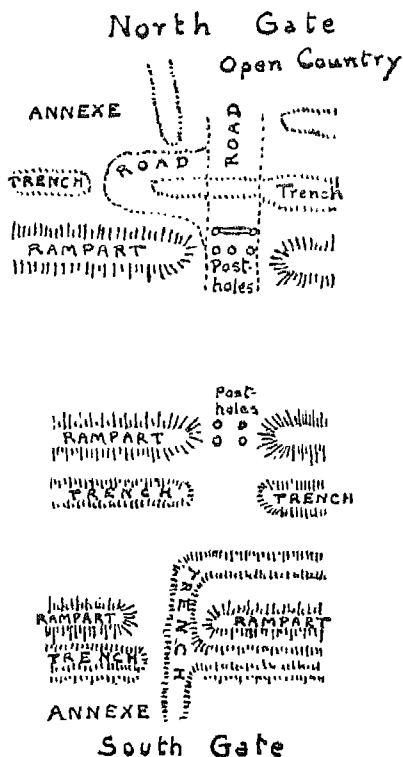 North Gate
Open Country
ANNEXE
ROAD
ROAD
TRENCH
Trench
RAMPART
Post-
holes
Post-
holes
RAMPART
TRENCH
TRENCH
TRENCH
RAMPART
RAMPART
TRENCH
ANNEXE
South Gate